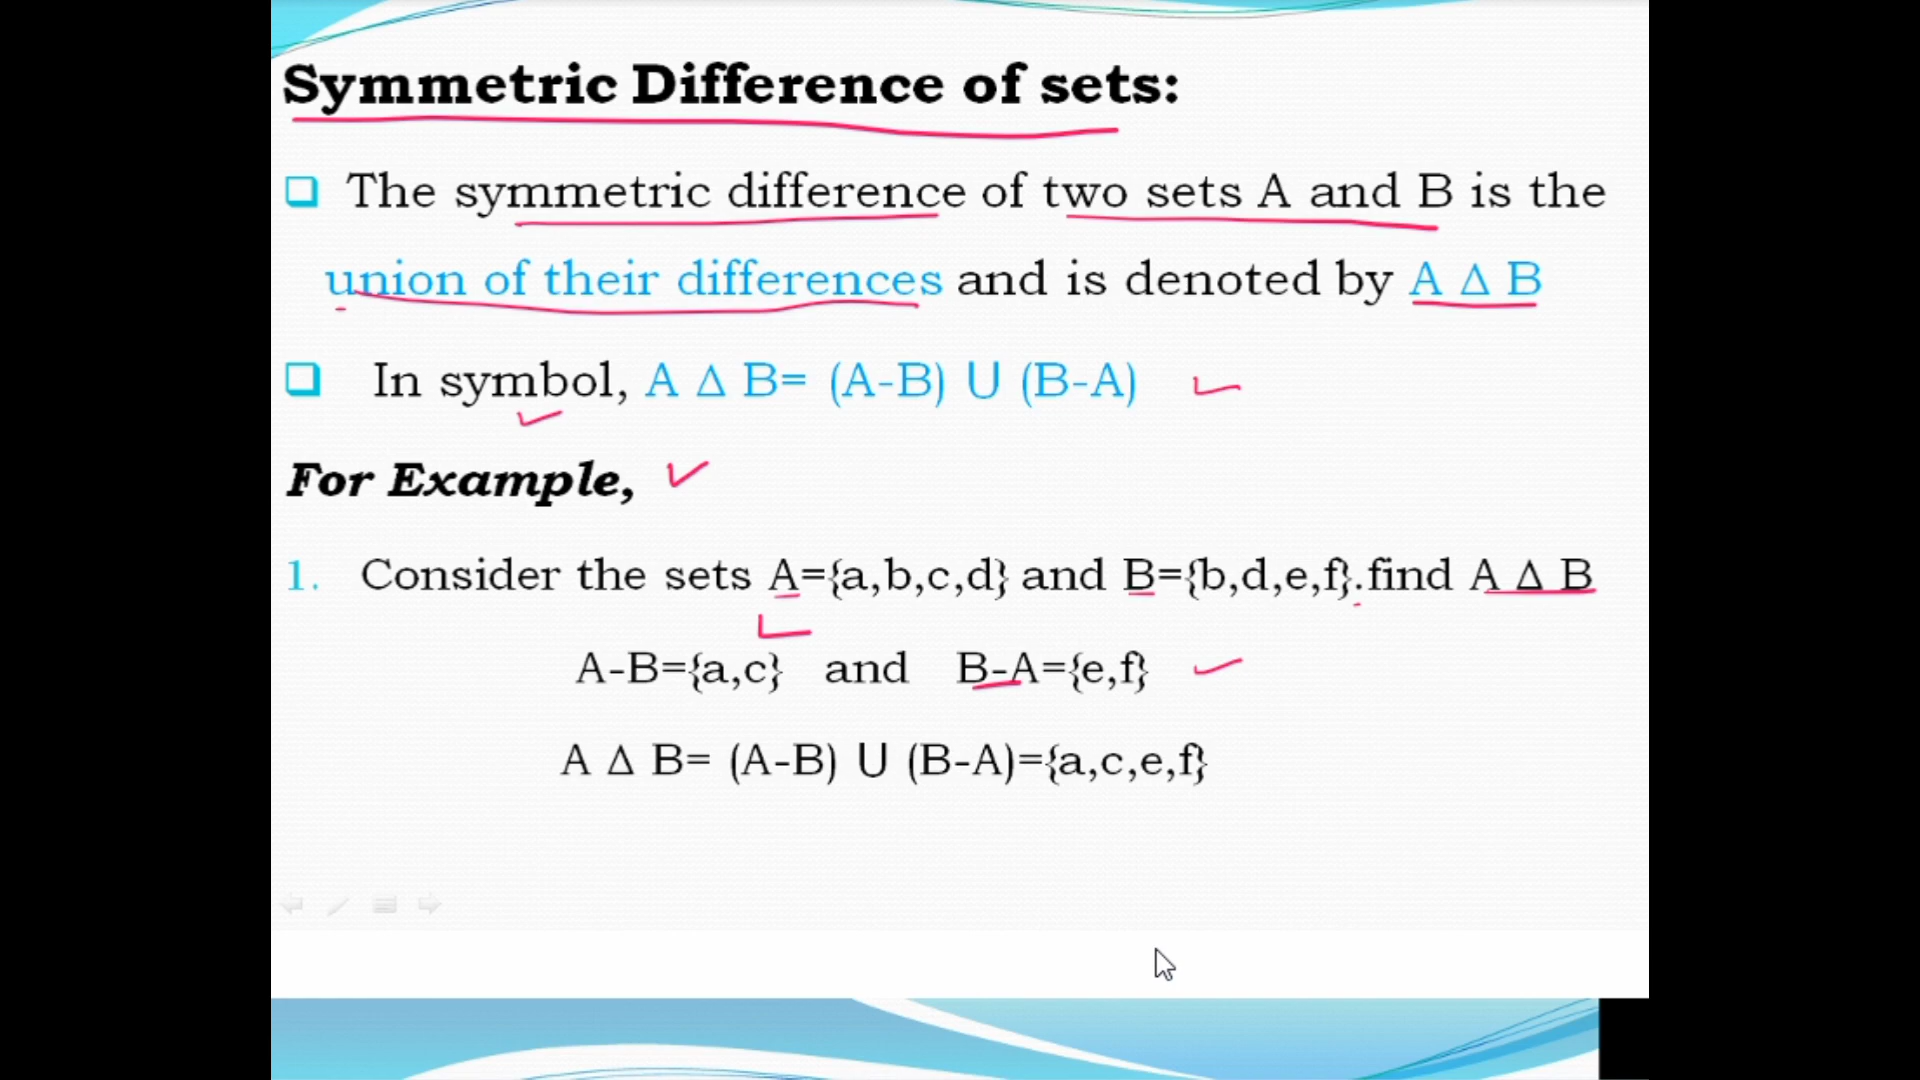 Symmetric Difference of sets:
The symmetric difference of two sets A and B is the
union of their differences and is denoted by A Δ B
In symbol, A Δ B= (A-B) U (B-A)
For Example,
1. Consider the sets A={a,b,c,d} and B={b,d,e,f}.find A Δ B
A-B={a,c} and B-A={e,f}
A Δ B= (A-B) U (B-A)={a,c,e,f}